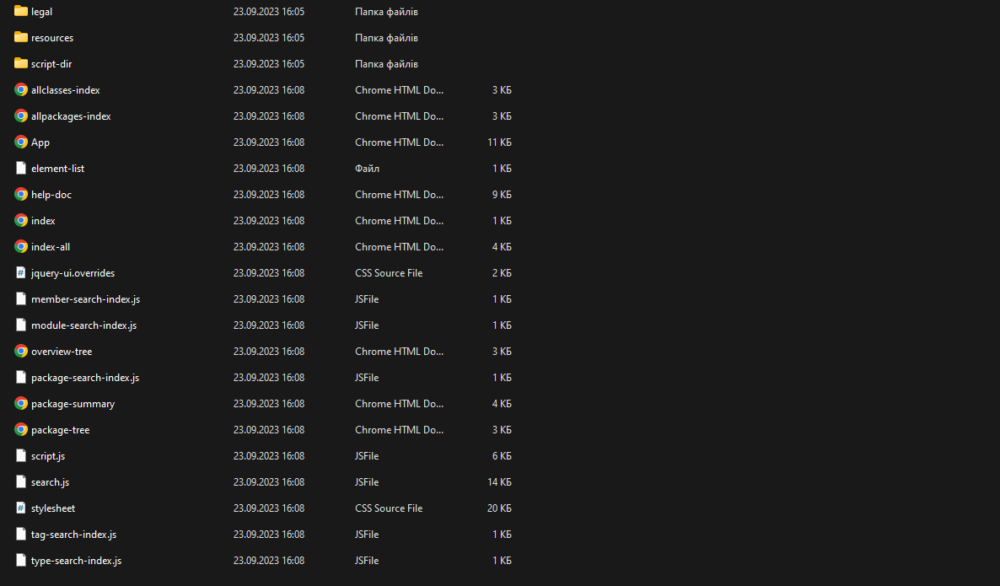 legal 23.09.2023 16:05 Папка файлів
resources 23.09.2023 16:05 Папка файлів
script-dir 23.09.2023 16:05 Папка файлів
allclasses-index 23.09.2023 16:08 Chrome HTML Do... 3 КБ
allpackages-index 23.09.2023 16:08 Chrome HTML Do... 3 КБ
App 23.09.2023 16:08 Chrome HTML Do... 11 КБ
element-list 23.09.2023 16:08 Файл 1 КБ
help-doc 23.09.2023 16:08 Chrome HTML Do... 9 КБ
index 23.09.2023 16:08 Chrome HTML Do... 1 КБ
index-all 23.09.2023 16:08 Chrome HTML Do... 4 КБ
jquery-ui.overrides 23.09.2023 16:08 CSS Source File 2 КБ
member-search-index.js 23.09.2023 16:08 JSFile 1 КБ
module-search-index.js 23.09.2023 16:08 JSFile 1 КБ
overview-tree 23.09.2023 16:08 Chrome HTML Do... 3 КБ
package-search-index.js 23.09.2023 16:08 JSFile 1 КБ
package-summary 23.09.2023 16:08 Chrome HTML Do... 4 КБ
package-tree 23.09.2023 16:08 Chrome HTML Do... 3 КБ
script.js 23.09.2023 16:08 JSFile 6 КБ
search.js 23.09.2023 16:08 JSFile 14 КБ
stylesheet 23.09.2023 16:08 CSS Source File 20 КБ
tag-search-index.js 23.09.2023 16:08 JSFile 1 КБ
type-search-index.js 23.09.2023 16:08 JSFile 1 КБ